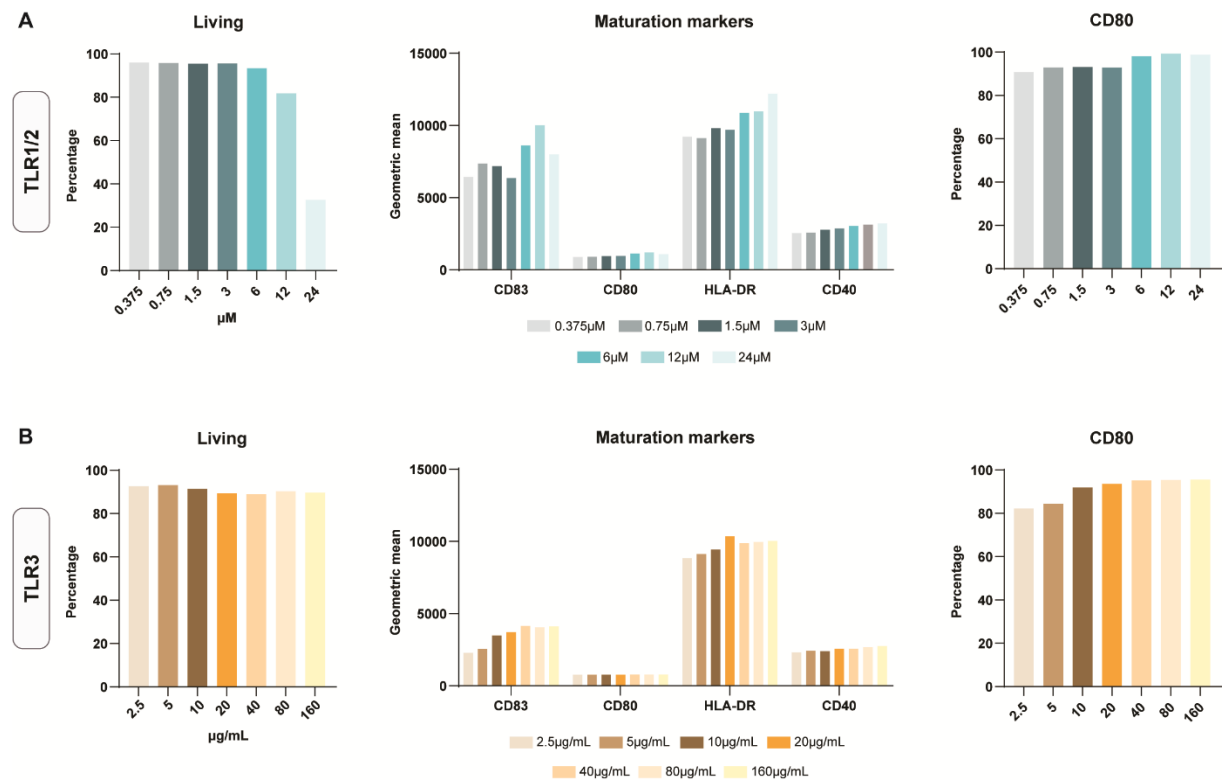 A
TLR1/2
Living
Percentage
100
80
60
40
20
0
0.375 0.75 1.5 3 6 12 24
µM
Maturation markers
Geometric mean
15000
10000
5000
0
CD83 CD80 HLA-DR CD40
0.375µM 0.75µM 1.5µM 3µM
6µM 12µM 24µM
CD80
Percentage
100
80
60
40
20
0
0.375 0.75 1.5 3 6 12 24
B
TLR3
Living
Percentage
100
80
60
40
20
0
2.5 5 10 20 40 80 160
µg/mL
Maturation markers
Geometric mean
15000
10000
5000
0
CD83 CD80 HLA-DR CD40
2.5µg/mL 5µg/mL 10µg/mL 20µg/mL
40µg/mL 80µg/mL 160µg/mL
CD80
Percentage
100
80
60
40
20
0
2.5 5 10 20 40 80 160